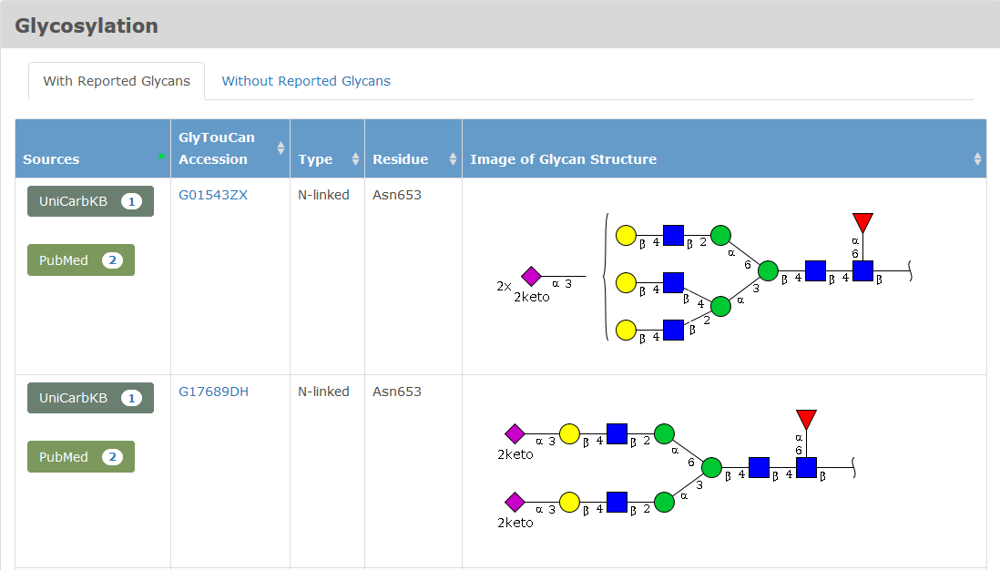 Glycosylation
With Reported Glycans Without Reported Glycans
Sources GlyTouCan Accession Type Residue Image of Glycan Structure
UniCarbKB 1 G01543ZX N-linked Asn653
PubMed 2
α
6
β 4 β 2 α
6
2x α 3
2keto
β 4 β 4 α 3 β 4 β 4 β
2
β 4 β
UniCarbKB 1 G17689DH N-linked Asn653
PubMed 2
α
6
α 3 β 4 β 2 α
2keto 6
β 4 β 4 β
3
α 3 β 4 β 2 α
2keto